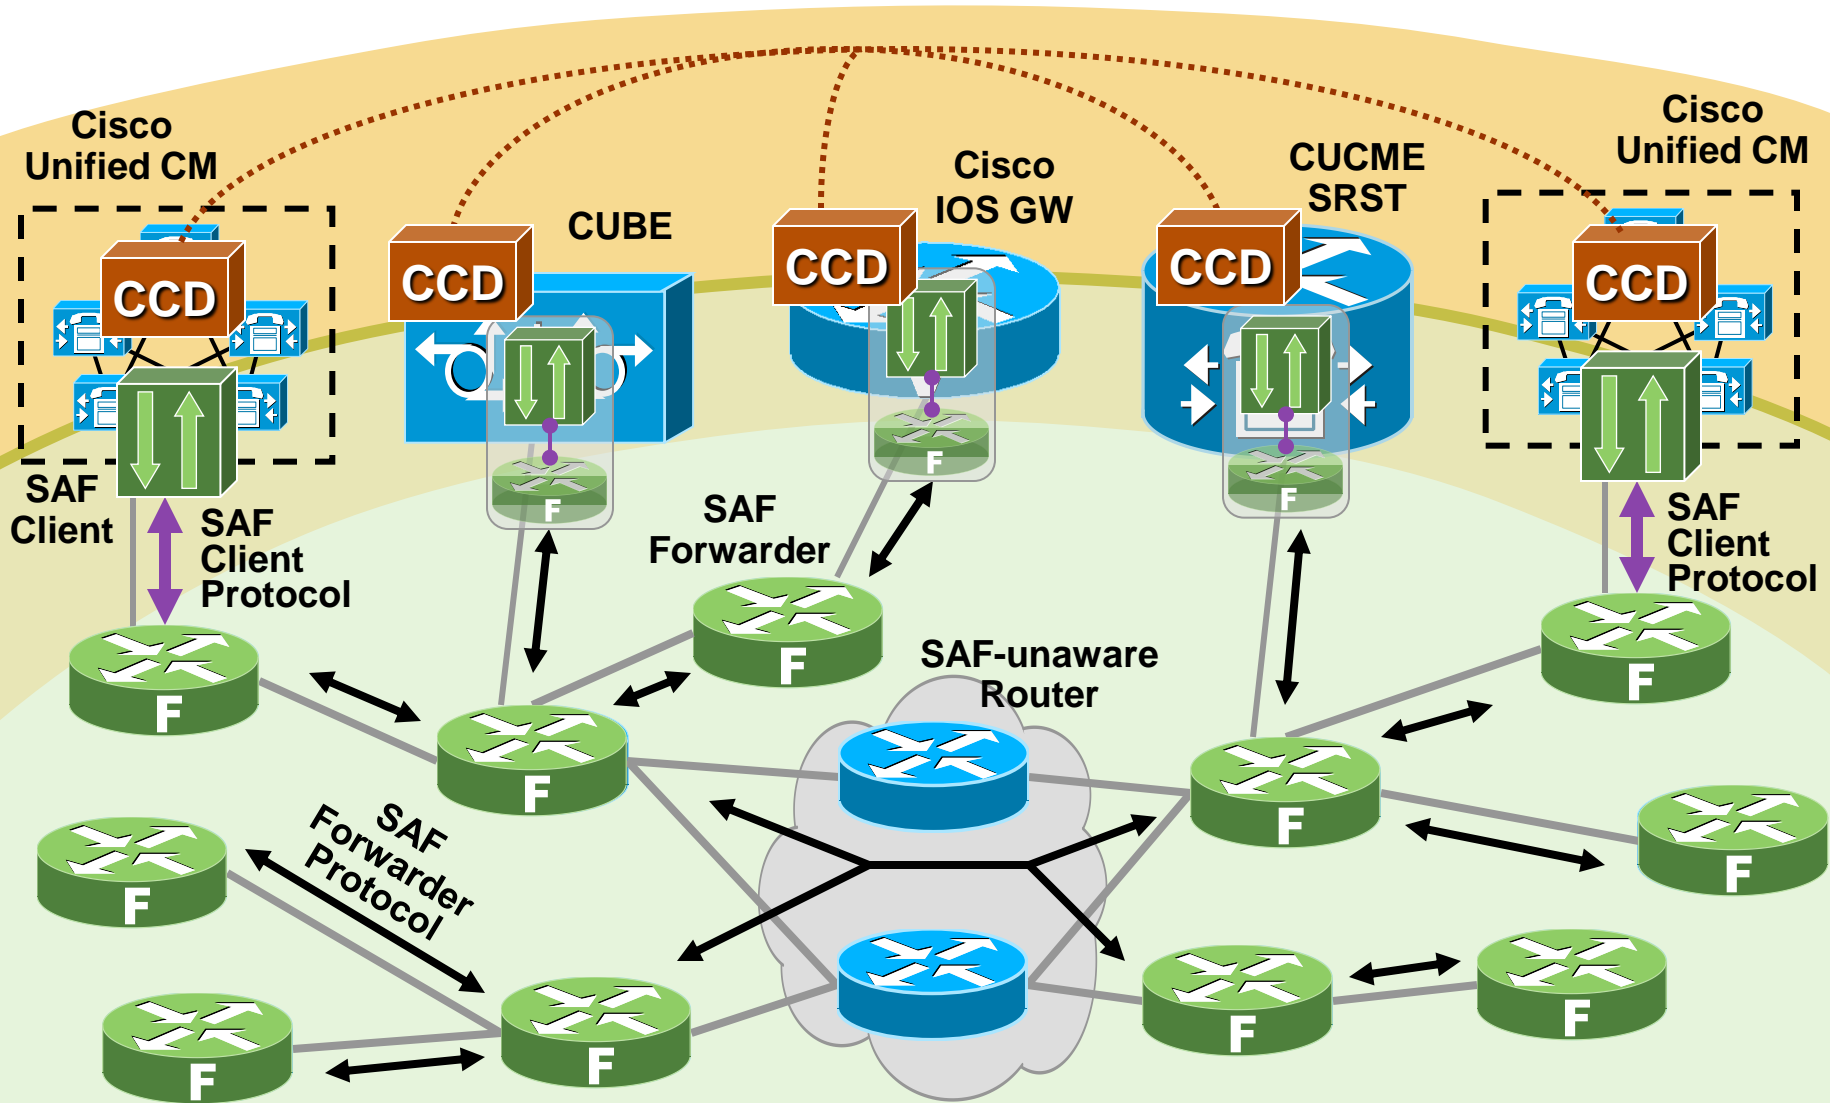 Cisco
Unified CM
CUBE
Cisco
IOS GW
CUCME
SRST
Cisco
Unified CM
CCD
CCD
CCD
CCD
CCD
SAF
Client
SAF
Client
Protocol
F
F
F
SAF
Forwarder
SAF
Client
Protocol
F
F
F
SAF-unaware
Router
F
F
F
SAF
Forwarder
Protocol
F
F
F
F
F
F